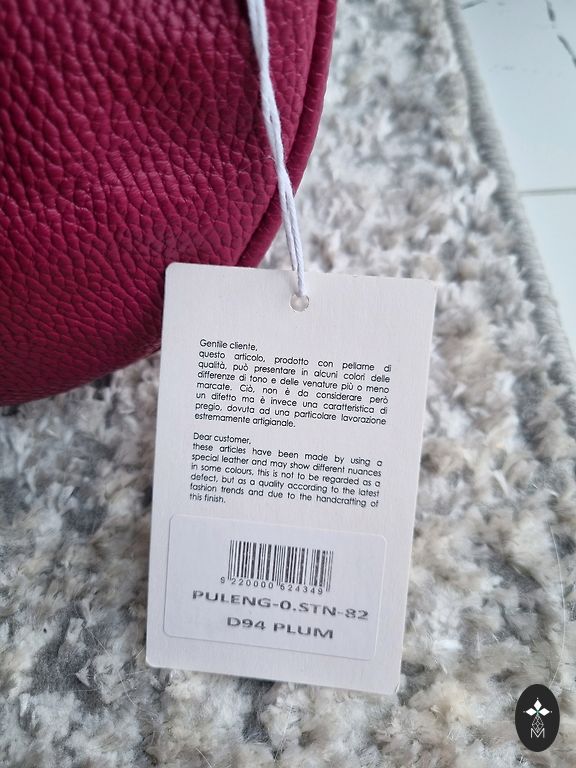 Gentile cliente,
questo articolo, prodotto con pellame di
qualità, può presentare in alcuni colori delle
differenze di tono e delle venature più o meno
marcate. Ciò, non è da considerare però
un difetto ma è invece una caratteristica di
pregio, dovuta ad una particolare lavorazione
estremamente artigianale.
Dear customer,
these articles have been made by using a
special leather and may show different nuances
in some colours, this is not to be regarded as a
defect, but as a quality according to the latest
fashion trends and due to the handcrafting of
this finish.
9 220000 624349
PULENG-0.STN-82
D94 PLUM
M